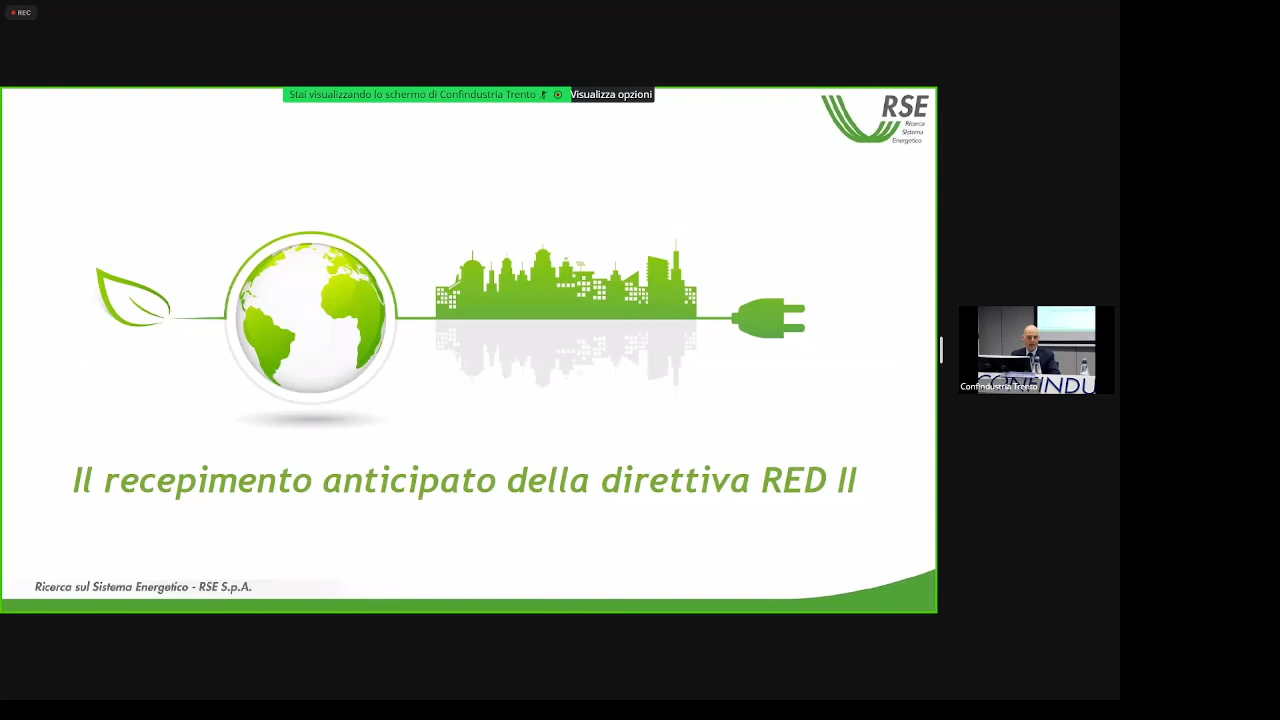 REC
Stai visualizzando lo schermo di Confindustria Trento
Visualizza opzioni
RSE
Ricerca
Sistema
Energetico
Confindustria Trento
CONFINDU
Il recepimento anticipato della direttiva RED II
Ricerca sul Sistema Energetico - RSE S.p.A.